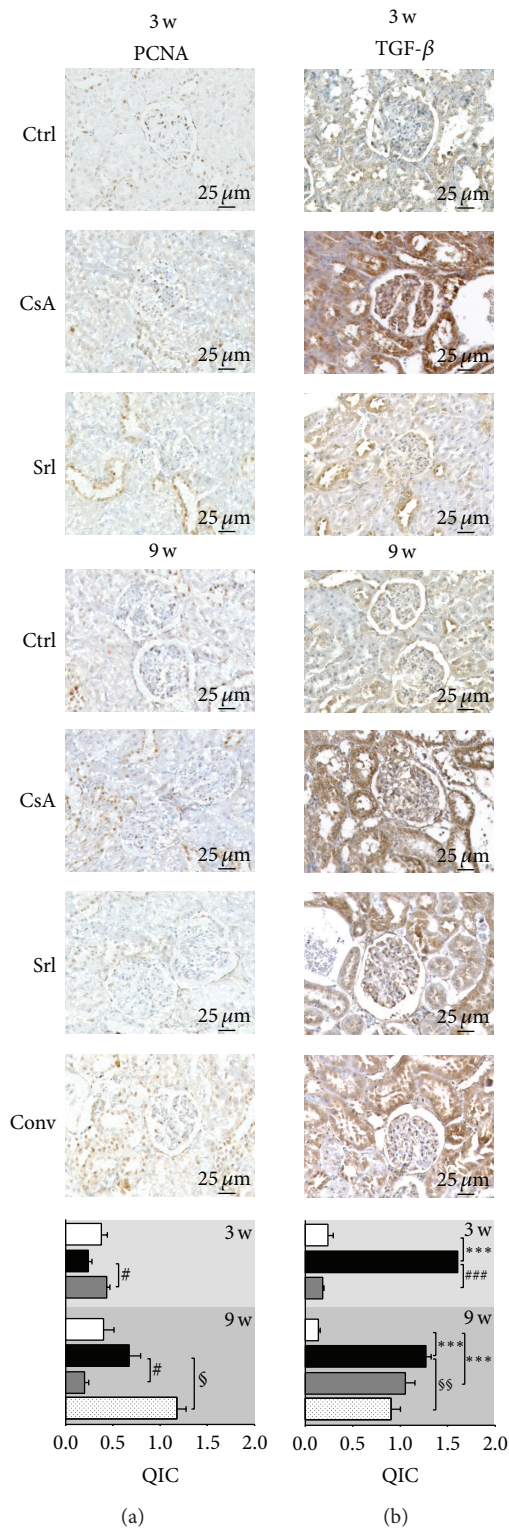 3 w 3 w
PCNA TGF-β
Ctrl 25 μm 25 μm
CsA 25 μm 25 μm
Srl 25 μm 25 μm
9 w 9 w
Ctrl 25 μm 25 μm
CsA 25 μm 25 μm
Srl 25 μm 25 μm
Conv 25 μm 25 μm
3 w 3 w
# ***
###
9 w 9 w
# § *** §§ ***
0.0 0.5 1.0 1.5 2.0 0.0 0.5 1.0 1.5 2.0
QIC QIC
(a) (b)